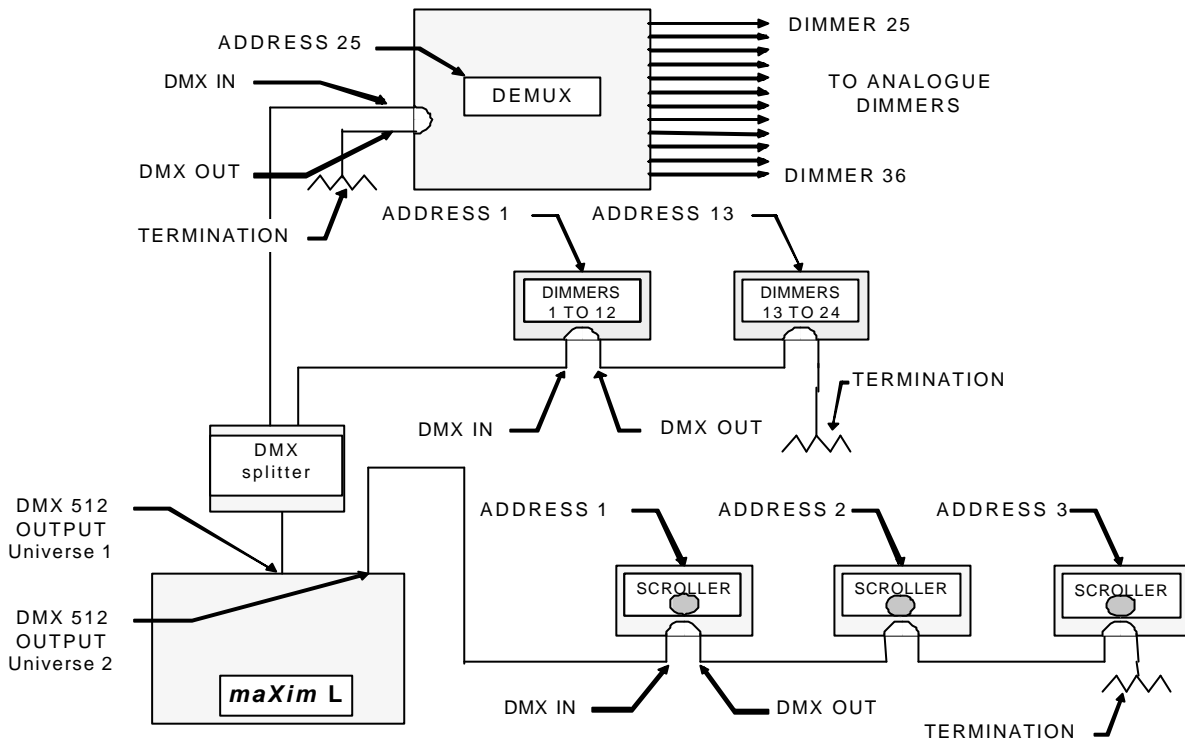 DIMMER 25
ADDRESS 25
DMX IN
DEMUX
TO ANALOGUE
DIMMERS
DMX OUT
DIMMER 36
TERMINATION
ADDRESS 1
ADDRESS 13
DIMMERS
1 TO 12
DIMMERS
13 TO 24
TERMINATION
DMX IN
DMX OUT
DMX
splitter
DMX 512
OUTPUT
Universe 1
ADDRESS 1
ADDRESS 2
ADDRESS 3
SCROLLER
SCROLLER
SCROLLER
DMX 512
OUTPUT
Universe 2
maXim L
DMX IN
DMX OUT
TERMINATION